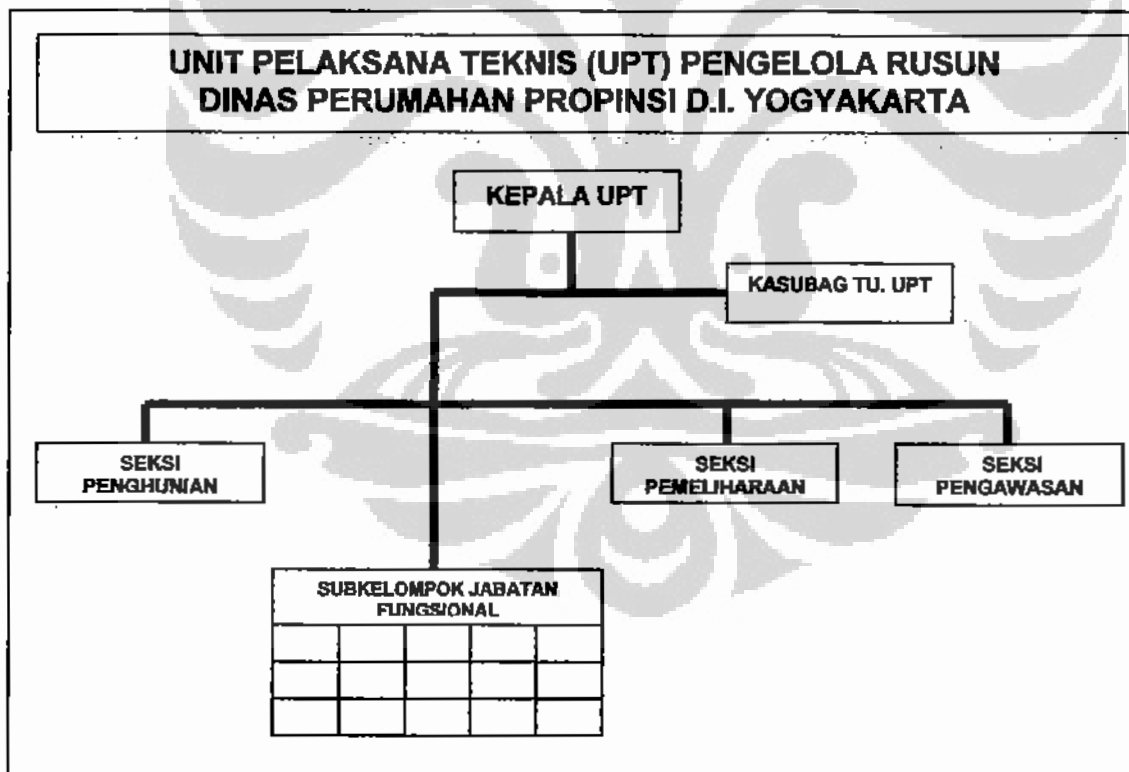 UNIT PELAKSANA TEKNIS (UPT) PENGELOLA RUSUN
DINAS PERUMAHAN PROPINSI D.I. YOGYAKARTA
KEPALA UPT
KASUBAG TU. UPT
SEKSI
PENGHUNIAN
SEKSI
PEMELIHARAAN
SEKSI
PENGAWASAN
SUBKELOMPOK JABATAN
FUNGSIONAL